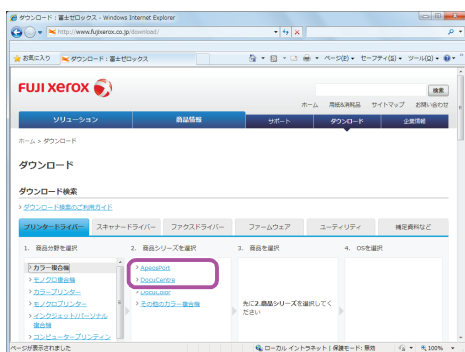 ダウンロード : 富士ゼロックス - Windows Internet Explorer
http://www.fujixerox.co.jp/download/
お気に入り ダウンロード : 富士ゼロックス
ページ(P) セーフティ(S) ツール(O)
FUJI XEROX
検索
ホーム 用紙&消耗品 サイトマップ お問い合わせ
ソリューション 商品情報 サポート ダウンロード 企業情報
ホーム > ダウンロード
ダウンロード
ダウンロード検索
> ダウンロード検索のご利用ガイド
プリンタードライバー スキャナードライバー ファクスドライバー ファームウェア ユーティリティ 補足資料など
1. 商品分野を選択 2. 商品シリーズを選択 3. 商品を選択 4. OSを選択
> カラー複合機
> モノクロ複合機
> カラープリンター
> モノクロプリンター
> インクジェット/パーソナル複合機
> コンピュータープリンティン
> ApeosPort
> DocuCentre
> DocuColor
> その他のカラー複合機
先に2.商品シリーズを選択してください
ページが表示されました ローカル イントラネット | 保護モード: 無効 100%